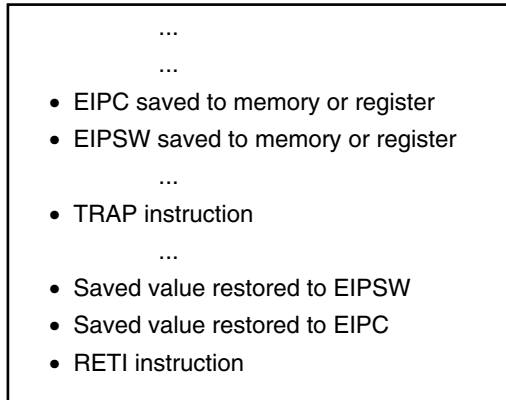 ...
...
• EIPC saved to memory or register
• EIPSW saved to memory or register
...
• TRAP instruction
...
• Saved value restored to EIPSW
• Saved value restored to EIPC
• RETI instruction